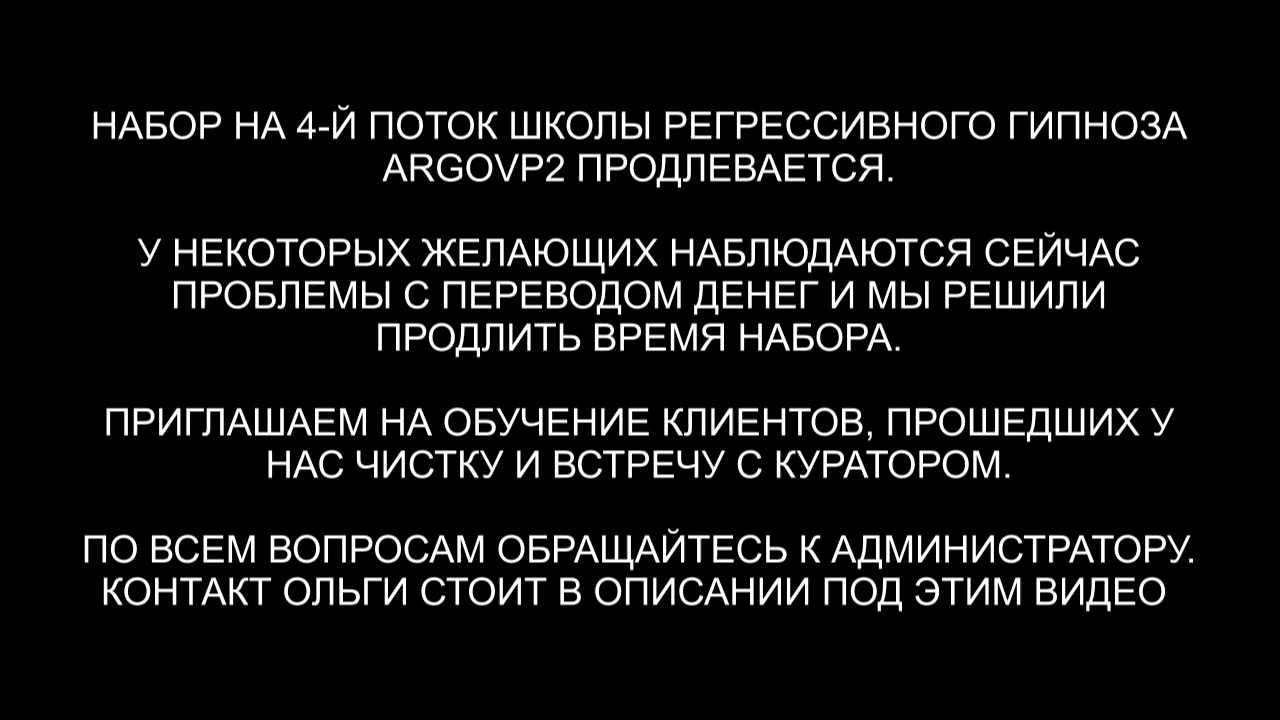 НАБОР НА 4-Й ПОТОК ШКОЛЫ РЕГРЕССИВНОГО ГИПНОЗА
ARGOVP2 ПРОДЛЕВАЕТСЯ.
У НЕКОТОРЫХ ЖЕЛАЮЩИХ НАБЛЮДАЮТСЯ СЕЙЧАС
ПРОБЛЕМЫ С ПЕРЕВОДОМ ДЕНЕГ И МЫ РЕШИЛИ
ПРОДЛИТЬ ВРЕМЯ НАБОРА.
ПРИГЛАШАЕМ НА ОБУЧЕНИЕ КЛИЕНТОВ, ПРОШЕДШИХ У
НАС ЧИСТКУ И ВСТРЕЧУ С КУРАТОРОМ.
ПО ВСЕМ ВОПРОСАМ ОБРАЩАЙТЕСЬ К АДМИНИСТРАТОРУ.
КОНТАКТ ОЛЬГИ СТОИТ В ОПИСАНИИ ПОД ЭТИМ ВИДЕО